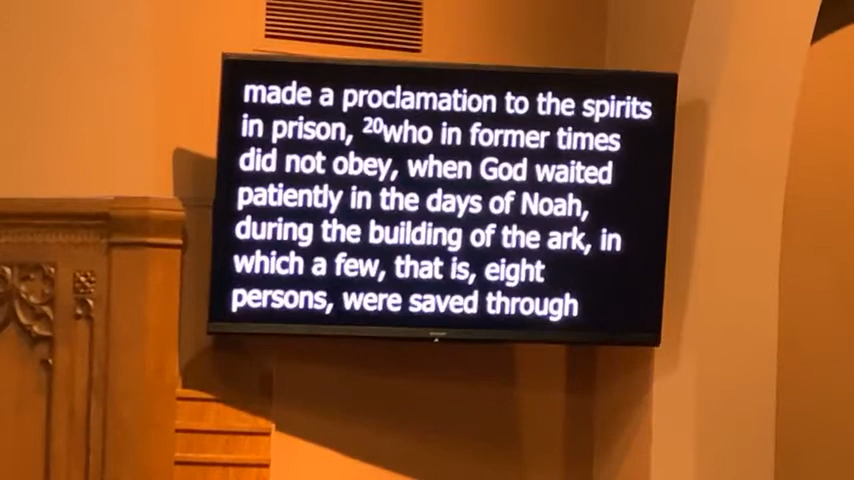 made a proclamation to the spirits
in prison, ²⁰who in former times
did not obey, when God waited
patiently in the days of Noah,
during the building of the ark, in
which a few, that is, eight
persons, were saved through